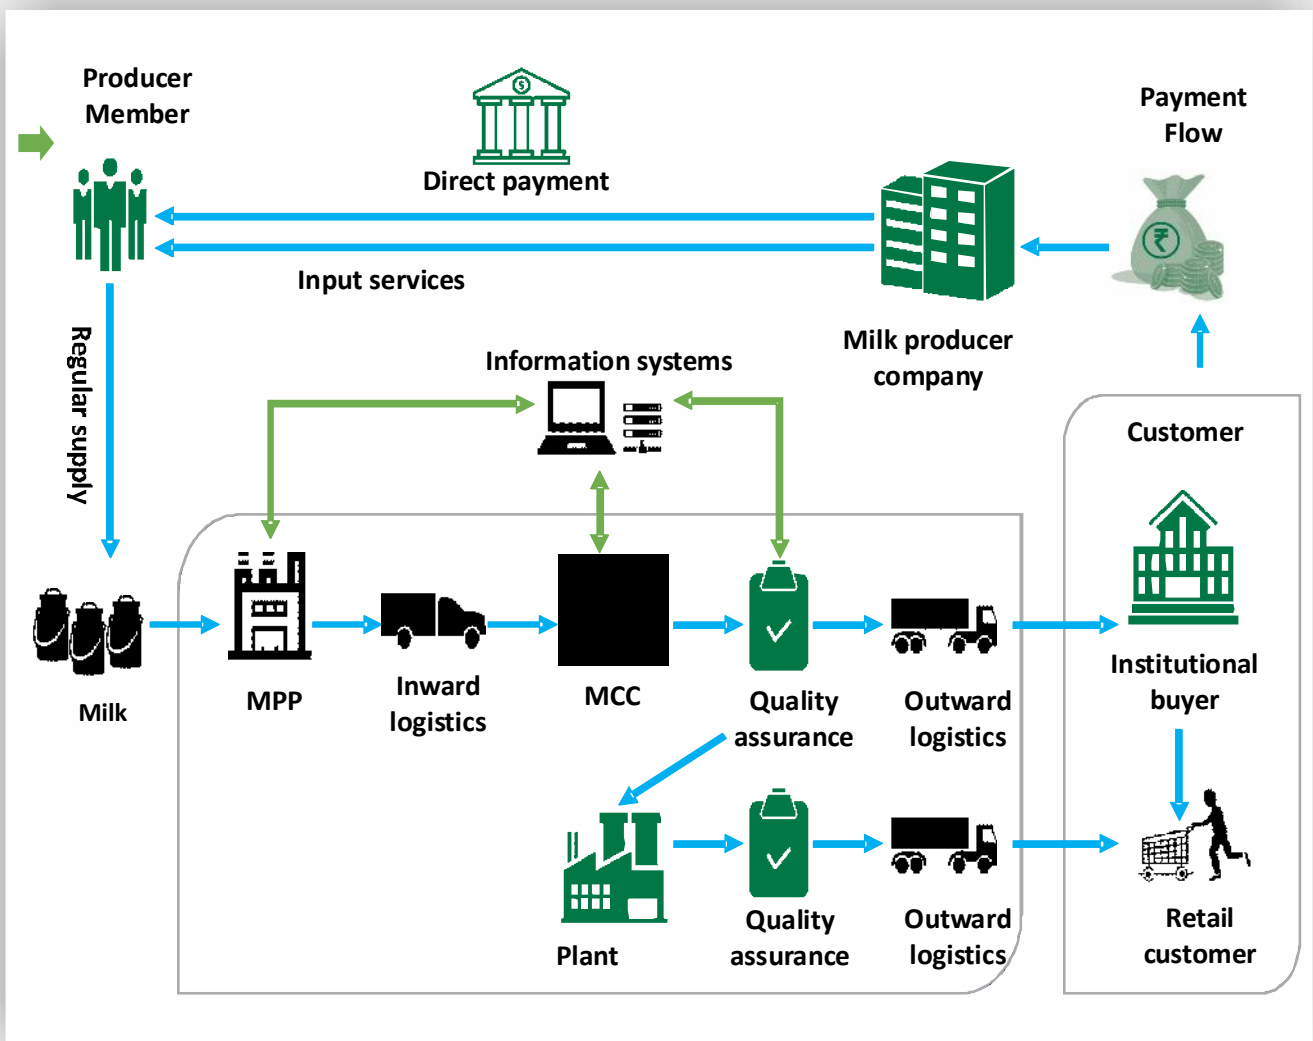 Producer
Member
Direct payment
Payment
Flow
$
₹
Input services
Milk producer
company
Regular supply
Information systems
Customer
Milk
MPP
Inward
logistics
MCC
Quality
assurance
Outward
logistics
Institutional
buyer
Plant
Quality
assurance
Outward
logistics
Retail
customer